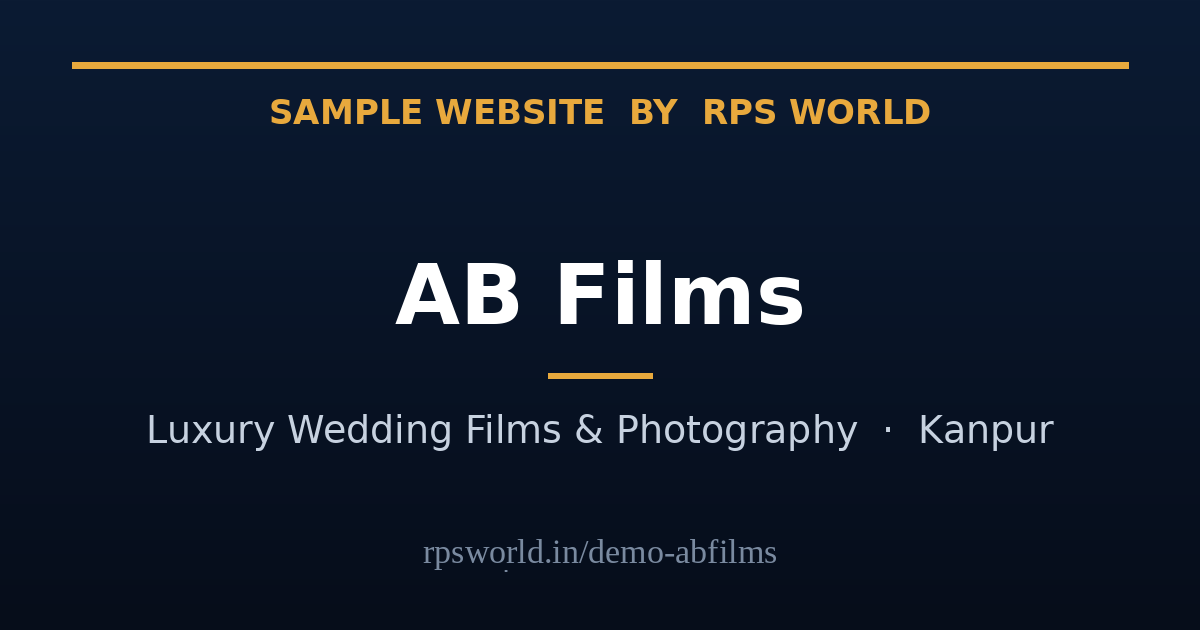 SAMPLE WEBSITE BY RPS WORLD
AB Films
Luxury Wedding Films & Photography · Kanpur
rpsworld.in/demo-abfilms